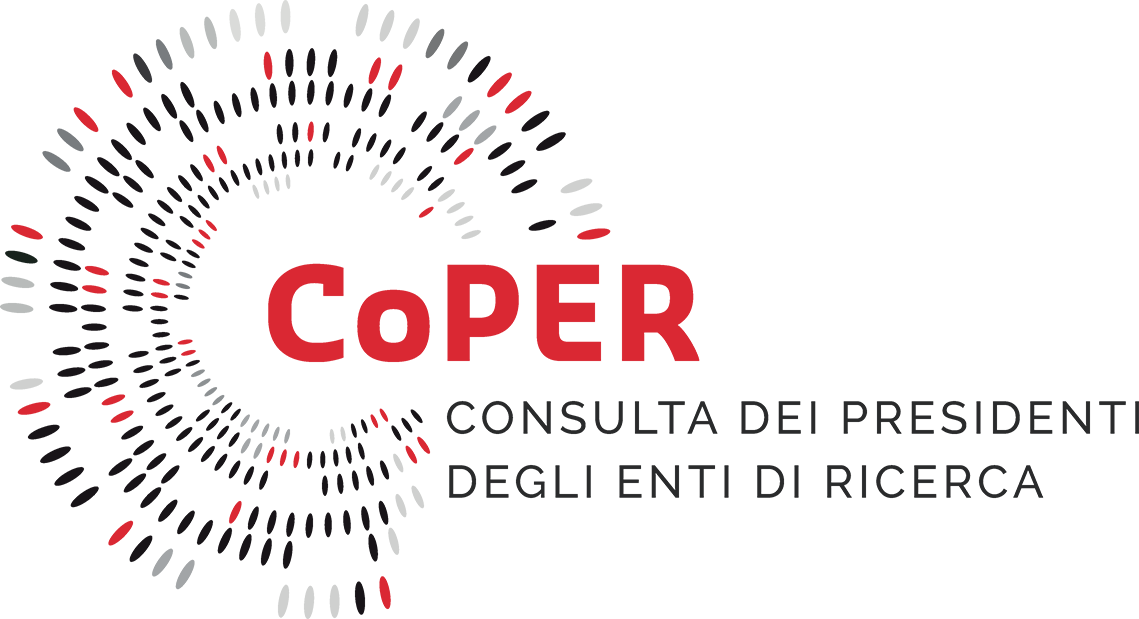 CoPER
CONSULTA DEI PRESIDENTI
DEGLI ENTI DI RICERCA